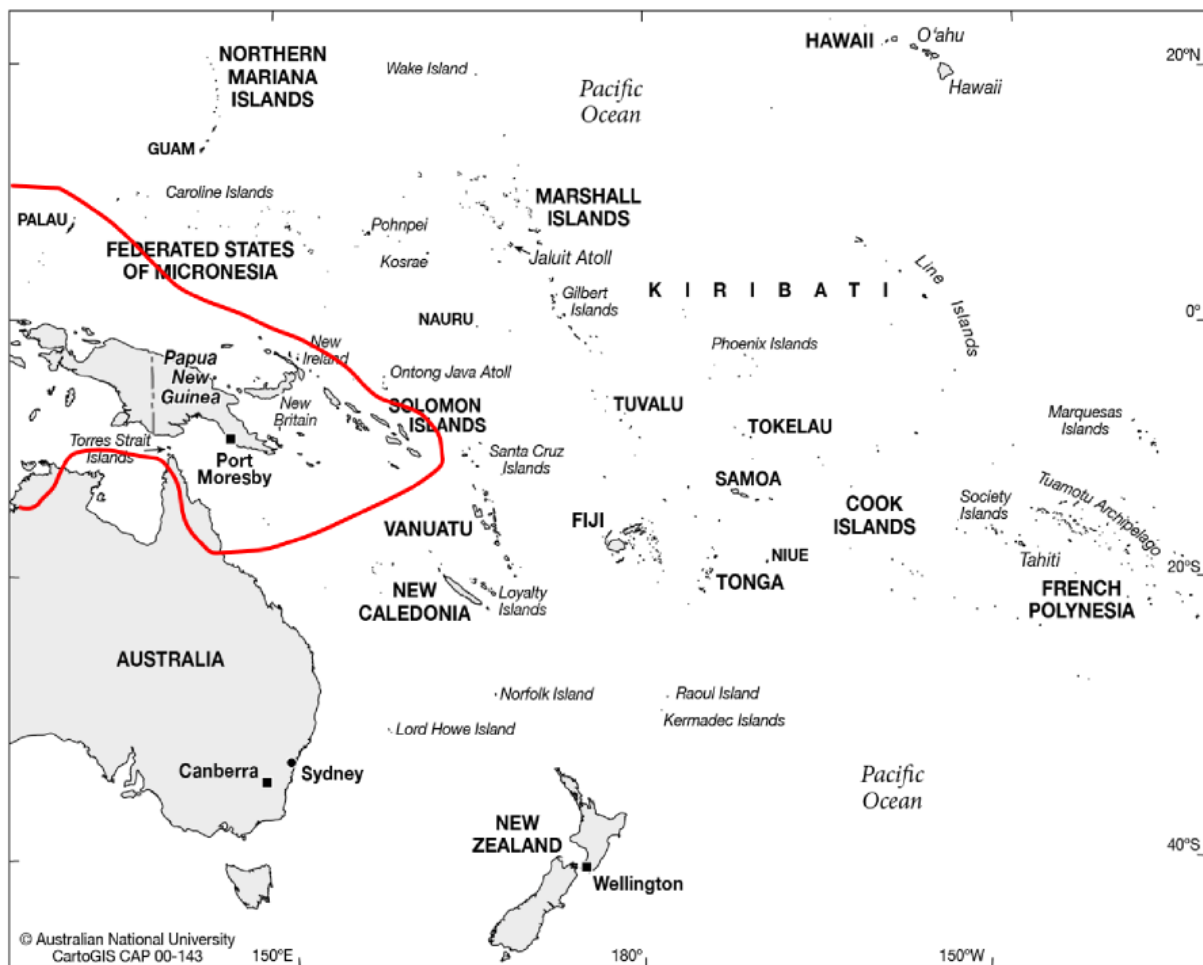 NORTHERN
MARIANA
ISLANDS
Wake Island
Pacific
Ocean
HAWAII
O'ahu
Hawaii
20°N
GUAM
Caroline Islands
PALAU
FEDERATED STATES
OF MICRONESIA
Pohnpei
Kosrae
MARSHALL
ISLANDS
Jaluit Atoll
Gilbert
Islands
KIRIBATI
Line Islands
NAURU
0°
Phoenix Islands
New
Ireland
Papua
New
Guinea
Ontong Java Atoll
New
Britain
SOLOMON
ISLANDS
TUVALU
TOKELAU
Marquesas
Islands
Torres Strait
Islands
Port
Moresby
Santa Cruz
Islands
SAMOA
COOK
ISLANDS
Society
Islands
Tuamotu Archipelago
VANUATU
FIJI
NIUE
Tahiti
TONGA
20°S
NEW
CALEDONIA
Loyalty
Islands
FRENCH
POLYNESIA
AUSTRALIA
Norfolk Island
Raoul Island
Kermadec Islands
Lord Howe Island
Canberra
Sydney
Pacific
Ocean
NEW
ZEALAND
Wellington
40°S
© Australian National University
CartoGIS CAP 00-143
150°E
180°
150°W